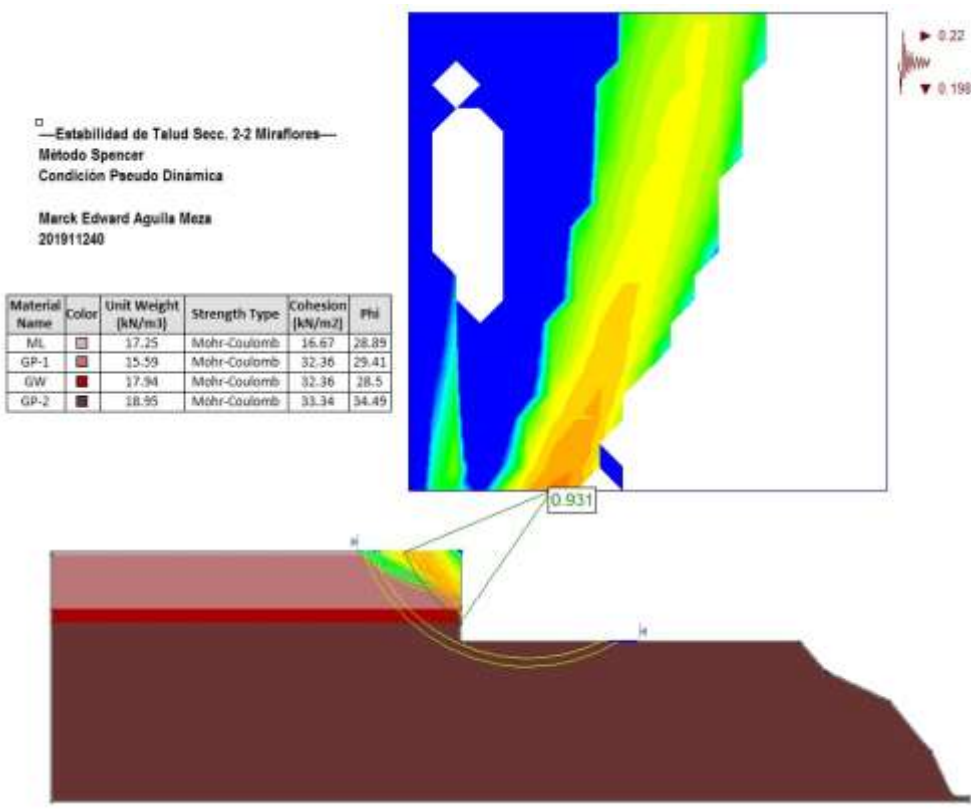 —Estabilidad de Talud Secc. 2-2 Miraflores—
Método Spencer
Condición Pseudo Dinámica
Marck Edward Aguila Meza
201911240
Material Name Color Unit Weight (kN/m3) Strength Type Cohesion (kN/m2) Phi
ML 17.25 Mohr-Coulomb 16.67 28.89
GP-1 15.59 Mohr-Coulomb 32.36 29.41
GW 17.94 Mohr-Coulomb 32.36 28.5
GP-2 18.95 Mohr-Coulomb 33.34 34.49
0.22
0.198
0.931